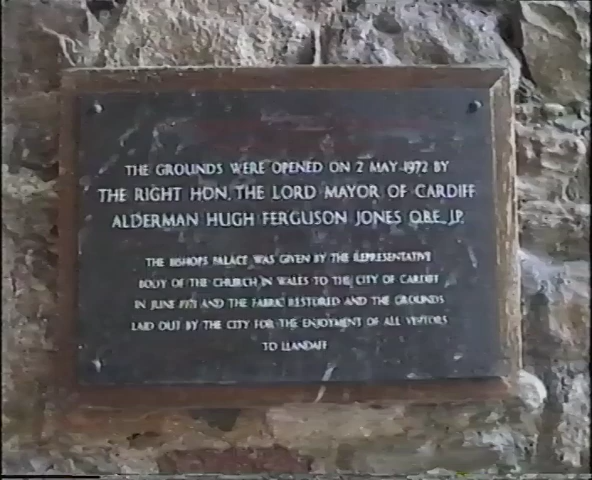 THE GROUNDS WERE OPENED ON 2 MAY 1972 BY
THE RIGHT HON. THE LORD MAYOR OF CARDIFF
ALDERMAN HUGH FERGUSON JONES O.B.E., J.P.
THE BISHOPS PALACE WAS GIVEN BY THE REPRESENTATIVE
BODY OF THE CHURCH IN WALES TO THE CITY OF CARDIFF
IN JUNE 1971 AND THE FABRIC RESTORED AND THE GROUNDS
LAID OUT BY THE CITY FOR THE ENJOYMENT OF ALL VISITORS
TO LLANDAFF